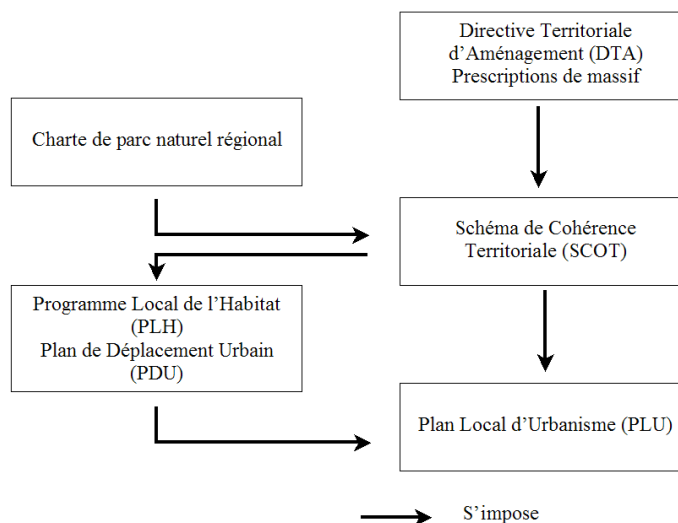 Directive Territoriale
d’Aménagement (DTA)
Prescriptions de massif
Charte de parc naturel régional
Schéma de Cohérence
Territoriale (SCOT)
Programme Local de l’Habitat
(PLH)
Plan de Déplacement Urbain
(PDU)
Plan Local d’Urbanisme (PLU)
S’impose